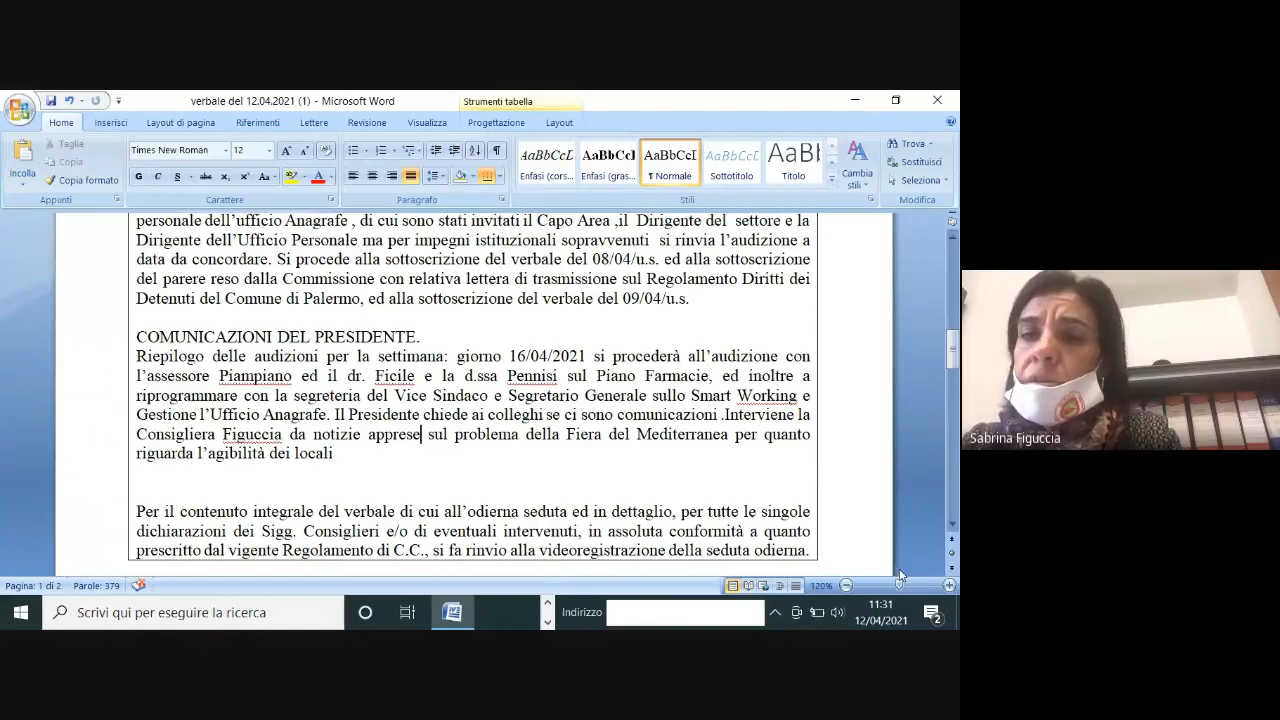 verbale del 12.04.2021 (1) - Microsoft Word
Strumenti tabella
Home
Inserisci
Layout di pagina
Riferimenti
Lettere
Revisione
Visualizza
Progettazione
Layout
Incolla
Taglia
Copia
Copia formato
Appunti
Times New Roman
12
Carattere
Paragrafo
AaBbCcI
Enfasi (cors...
AaBbCcI
Enfasi (gras...
AaBbCcI
¶ Normale
AaBbCcI
Sottotitolo
AaBb
Titolo
Cambia
stili
Stili
Trova
Sostituisci
Seleziona
Modifica
personale dell’ufficio Anagrafe , di cui sono stati invitati il Capo Area ,il Dirigente del settore e la
Dirigente dell’Ufficio Personale ma per impegni istituzionali sopravvenuti si rinvia l’audizione a
data da concordare. Si procede alla sottoscrizione del verbale del 08/04/u.s. ed alla sottoscrizione
del parere reso dalla Commissione con relativa lettera di trasmissione sul Regolamento Diritti dei
Detenuti del Comune di Palermo, ed alla sottoscrizione del verbale del 09/04/u.s.
COMUNICAZIONI DEL PRESIDENTE.
Riepilogo delle audizioni per la settimana: giorno 16/04/2021 si procederà all’audizione con
l’assessore Piampiano ed il dr. Ficile e la d.ssa Pennisi sul Piano Farmacie, ed inoltre a
riprogrammare con la segreteria del Vice Sindaco e Segretario Generale sullo Smart Working e
Gestione l’Ufficio Anagrafe. Il Presidente chiede ai colleghi se ci sono comunicazioni .Interviene la
Consigliera Figuccia da notizie apprese sul problema della Fiera del Mediterranea per quanto
riguarda l’agibilità dei locali
Per il contenuto integrale del verbale di cui all’odierna seduta ed in dettaglio, per tutte le singole
dichiarazioni dei Sigg. Consiglieri e/o di eventuali intervenuti, in assoluta conformità a quanto
prescritto dal vigente Regolamento di C.C., si fa rinvio alla videoregistrazione della seduta odierna.
Pagina: 1 di 2
Parole: 379
120%
Scrivi qui per eseguire la ricerca
Indirizzo
11:31
12/04/2021
2
Sabrina Figuccia